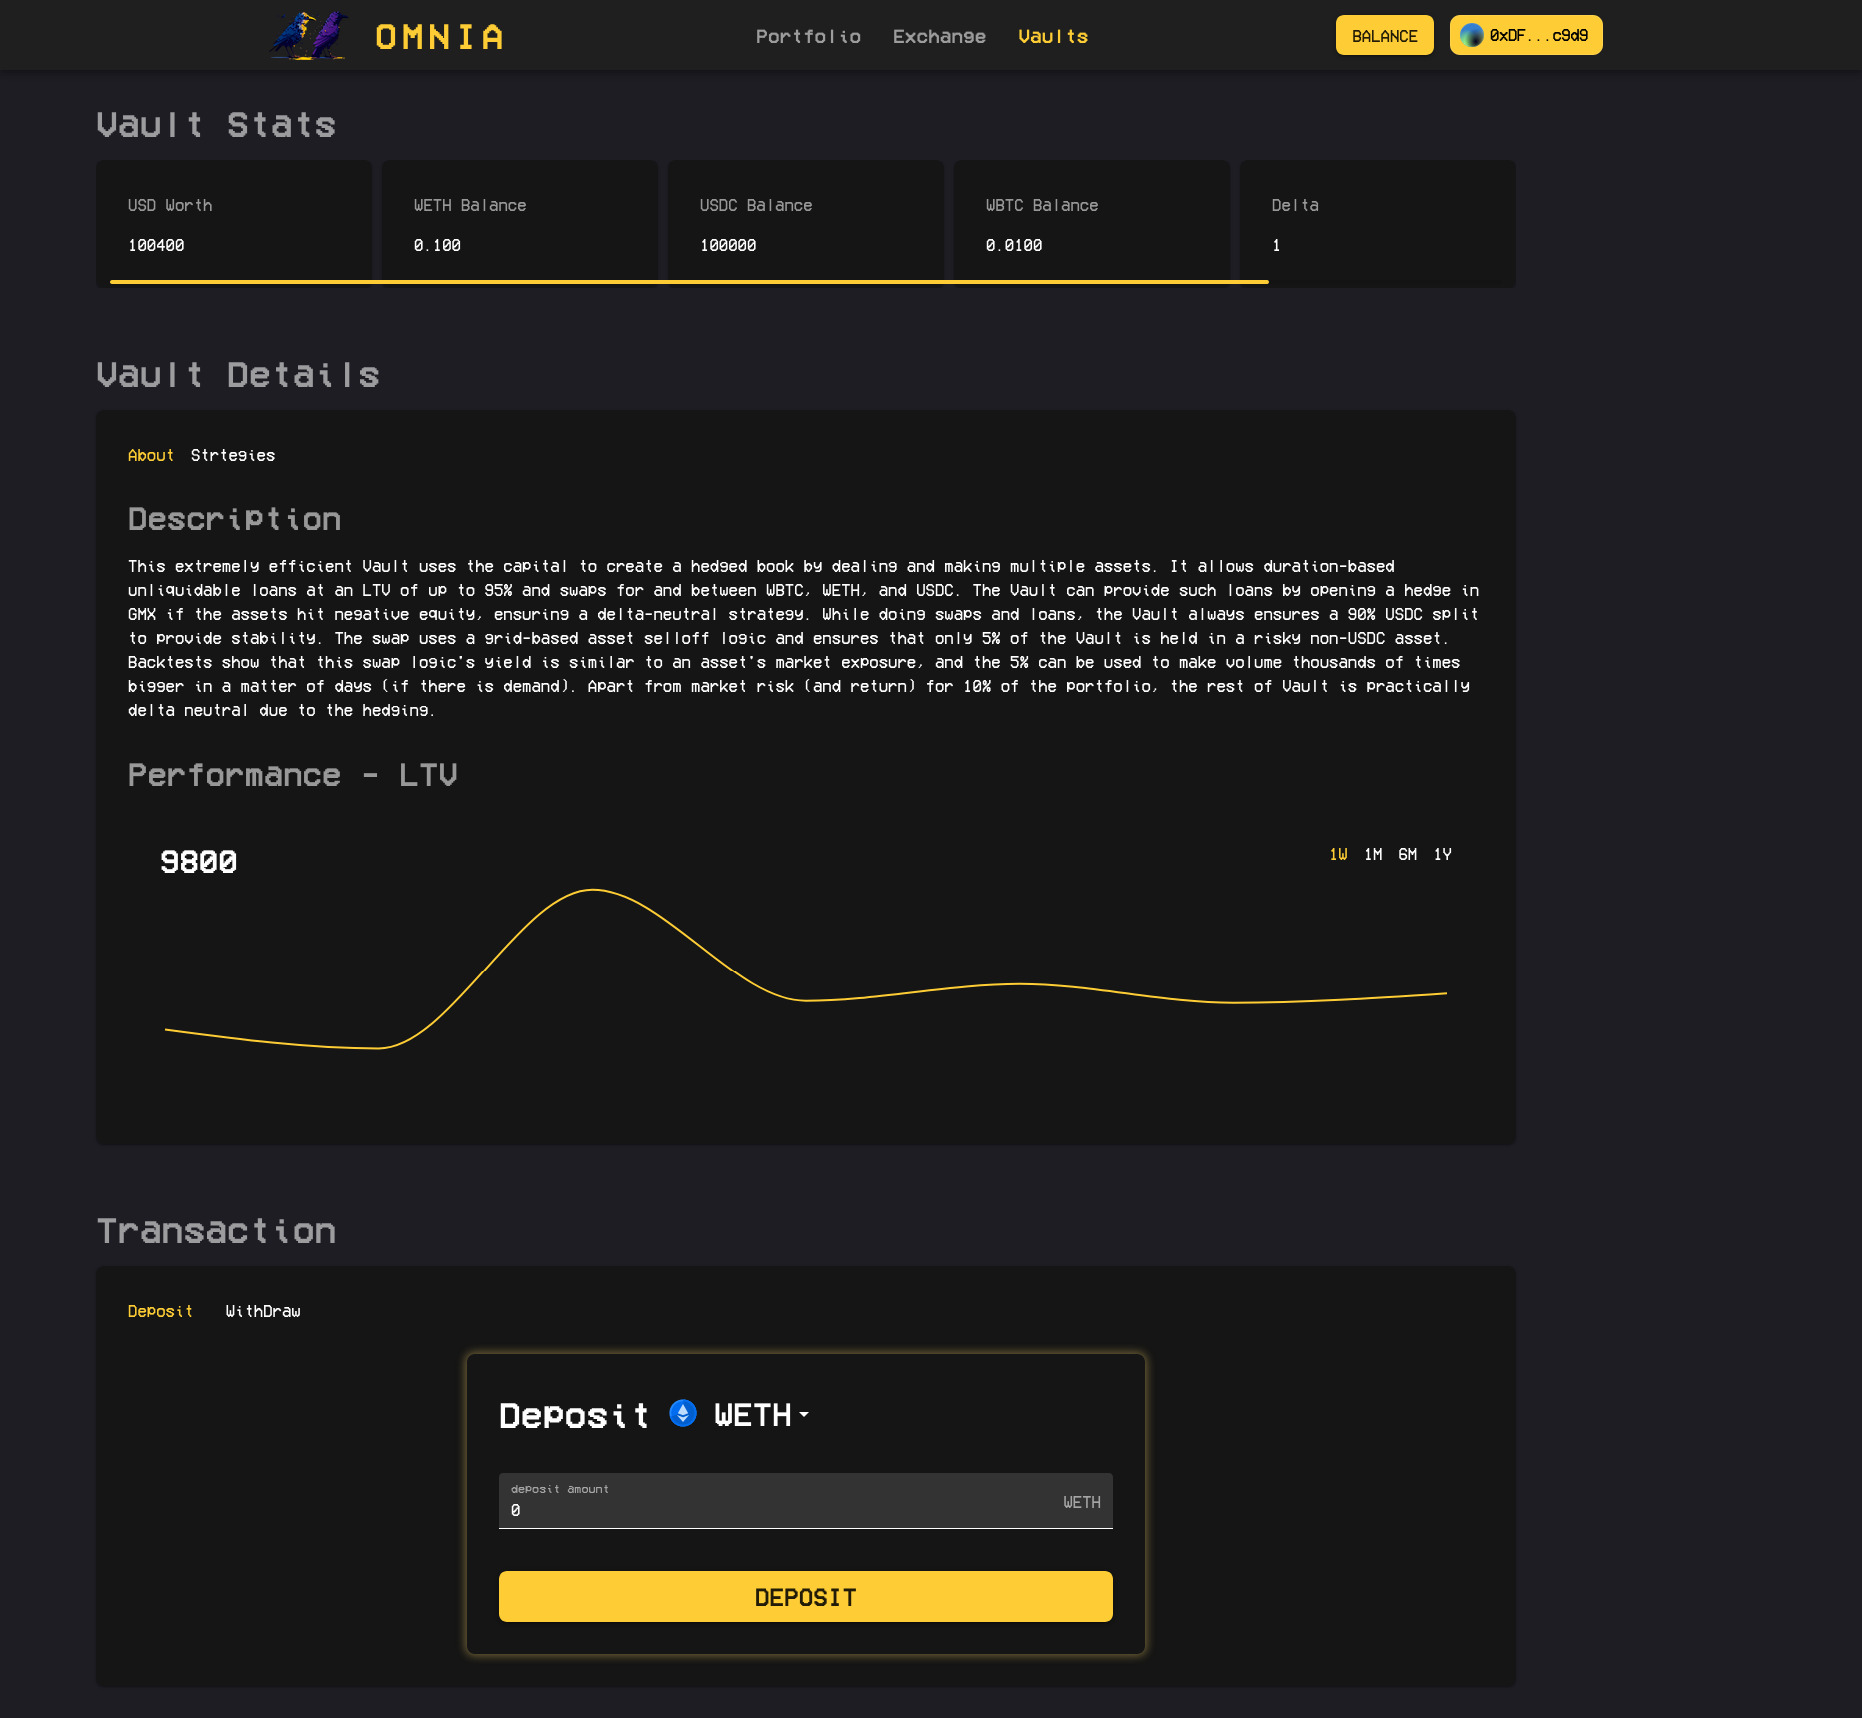 OMNIA
Portfolio Exchange Vaults
BALANCE 0xDF...c9d9
Vault Stats
USD Worth WETH Balance USDC Balance WBTC Balance Delta
100400 0.100 100000 0.0100 1
Vault Details
About Strtegies
Description
This extremely efficient Vault uses the capital to create a hedged book by dealing and making multiple assets. It allows duration-based
unliquidable loans at an LTV of up to 95% and swaps for and between WBTC, WETH, and USDC. The Vault can provide such loans by opening a hedge in
GMX if the assets hit negative equity, ensuring a delta-neutral strategy. While doing swaps and loans, the Vault always ensures a 90% USDC split
to provide stability. The swap uses a grid-based asset selloff logic and ensures that only 5% of the Vault is held in a risky non-USDC asset.
Backtests show that this swap logic's yield is similar to an asset's market exposure, and the 5% can be used to make volume thousands of times
bigger in a matter of days (if there is demand). Apart from market risk (and return) for 10% of the portfolio, the rest of Vault is practically
delta neutral due to the hedging.
Performance - LTV
9800
1W 1M 6M 1Y
Transaction
Deposit WithDraw
Deposit WETH
deposit amount
0 WETH
DEPOSIT